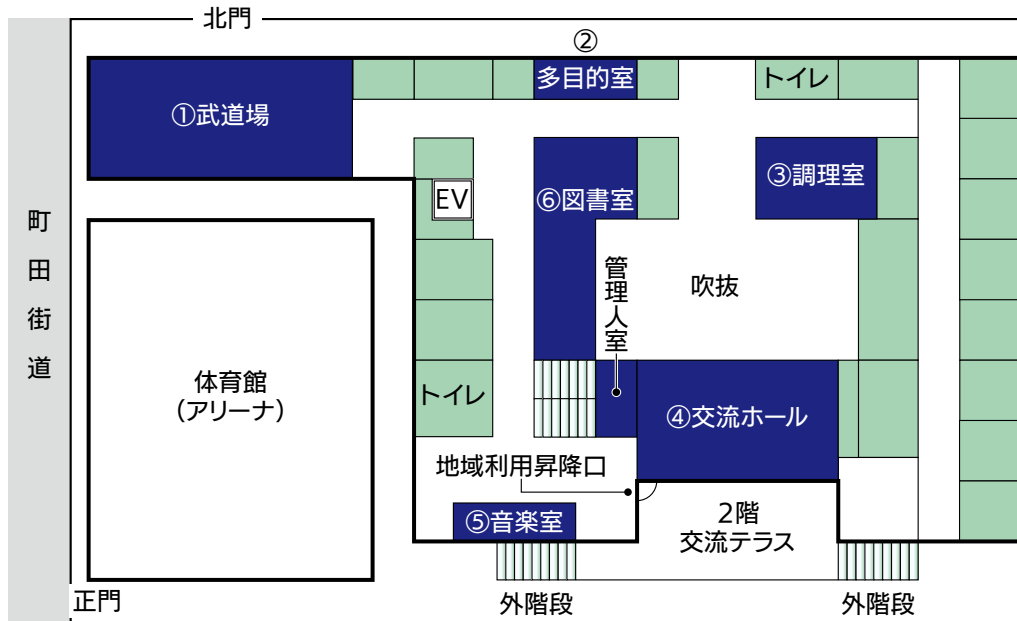 北門
②
多目的室
トイレ
①武道場
③調理室
EV
⑥図書室
町田街道
管理人室
吹抜
体育館
(アリーナ)
トイレ
④交流ホール
地域利用昇降口
⑤音楽室
2階
交流テラス
正門
外階段
外階段